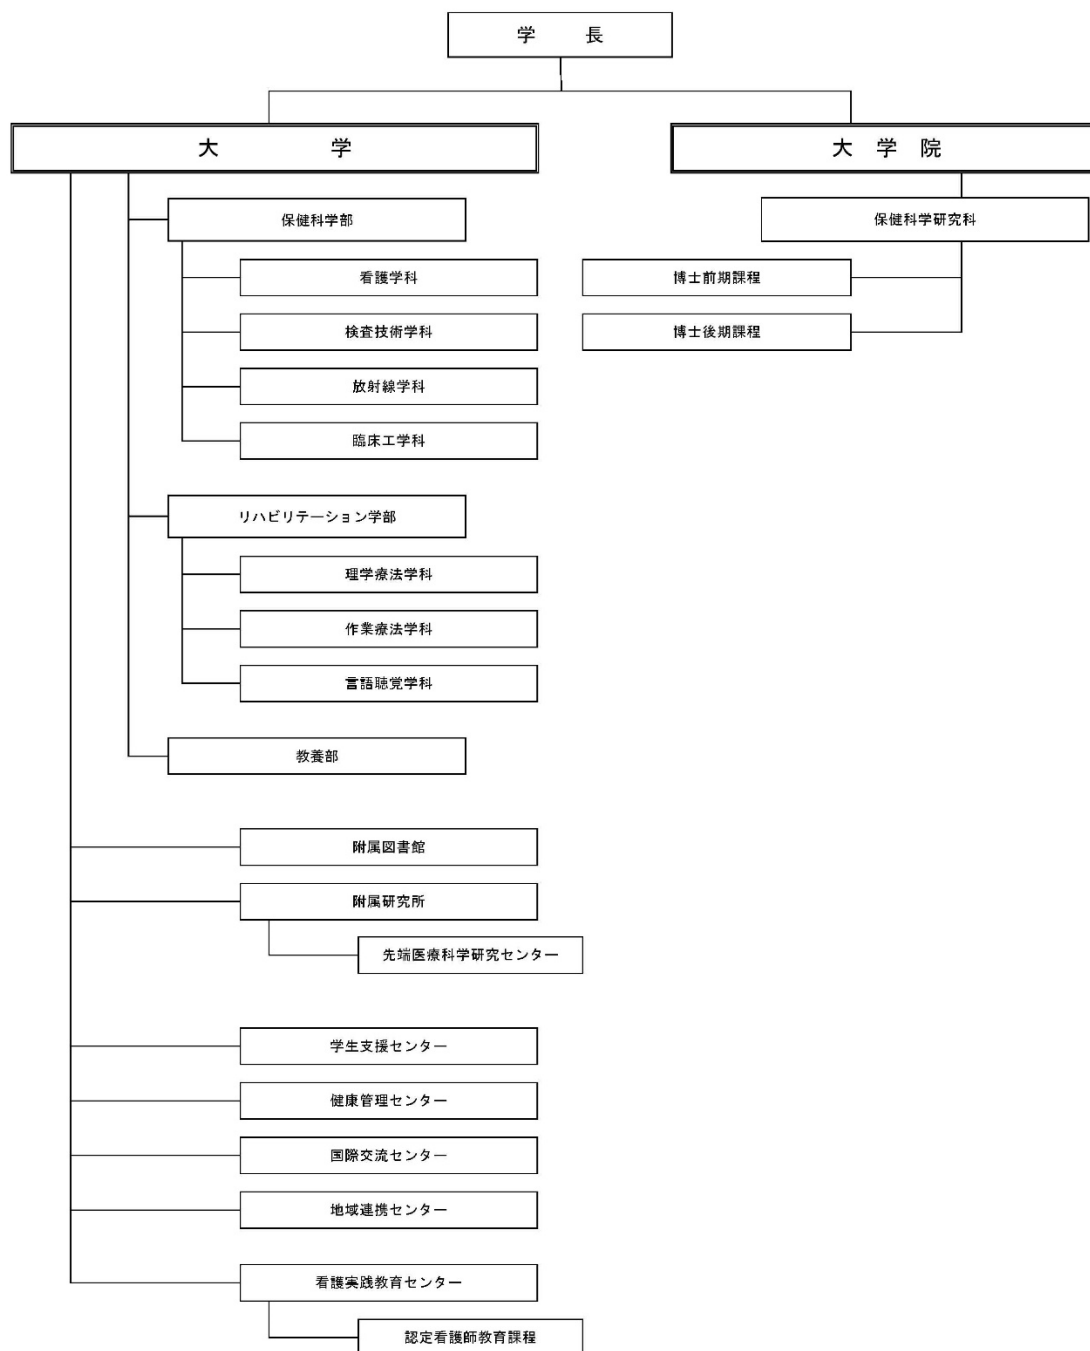 学長
大学
大学院
保健科学部
保健科学研究科
看護学科
博士前期課程
検査技術学科
博士後期課程
放射線学科
臨床工学科
リハビリテーション学部
理学療法学科
作業療法学科
言語聴覚学科
教養部
附属図書館
附属研究所
先端医療科学研究センター
学生支援センター
健康管理センター
国際交流センター
地域連携センター
看護実践教育センター
認定看護師教育課程